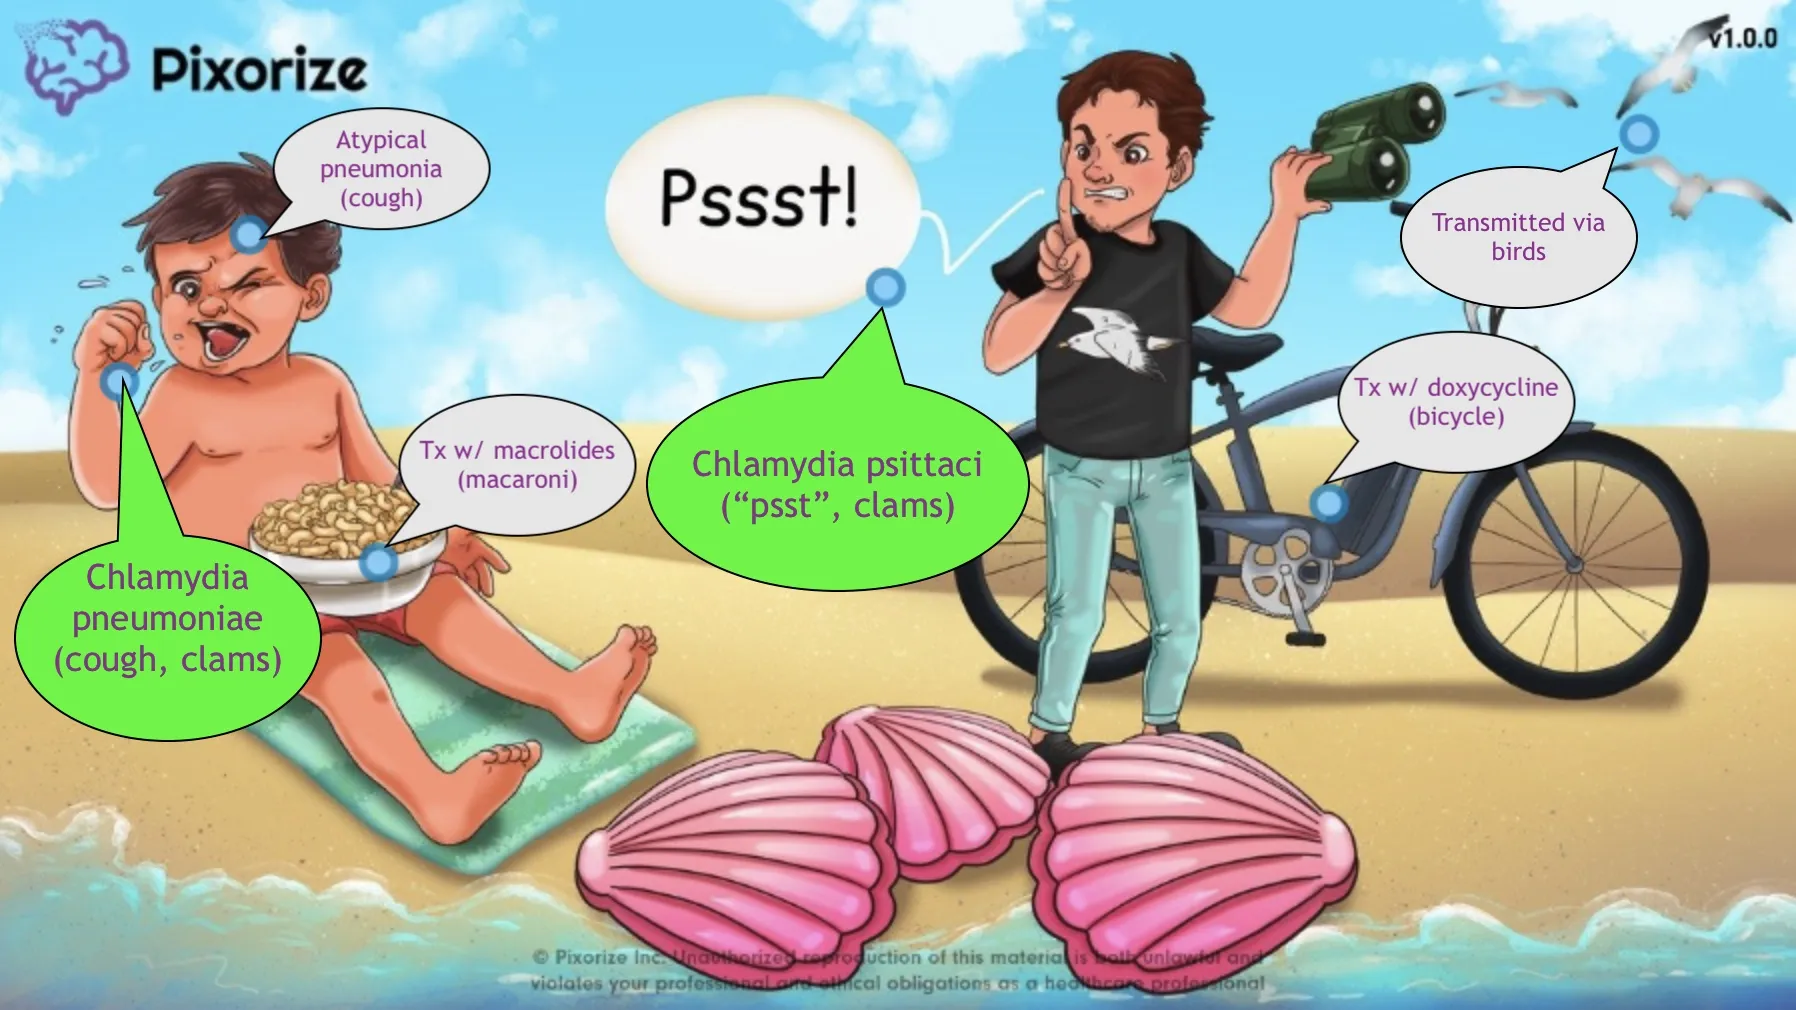 Pixorize
v1.0.0
Atypical
pneumonia
(cough)
Pssst!
Transmitted via
birds
Tx w/ doxycycline
(bicycle)
Tx w/ macrolides
(macaroni)
Chlamydia psittaci
(“psst”, clams)
Chlamydia
pneumoniae
(cough, clams)
© Pixorize Inc. Unauthorized reproduction of this material is both unlawful and
violates your professional and ethical obligations as a healthcare professional